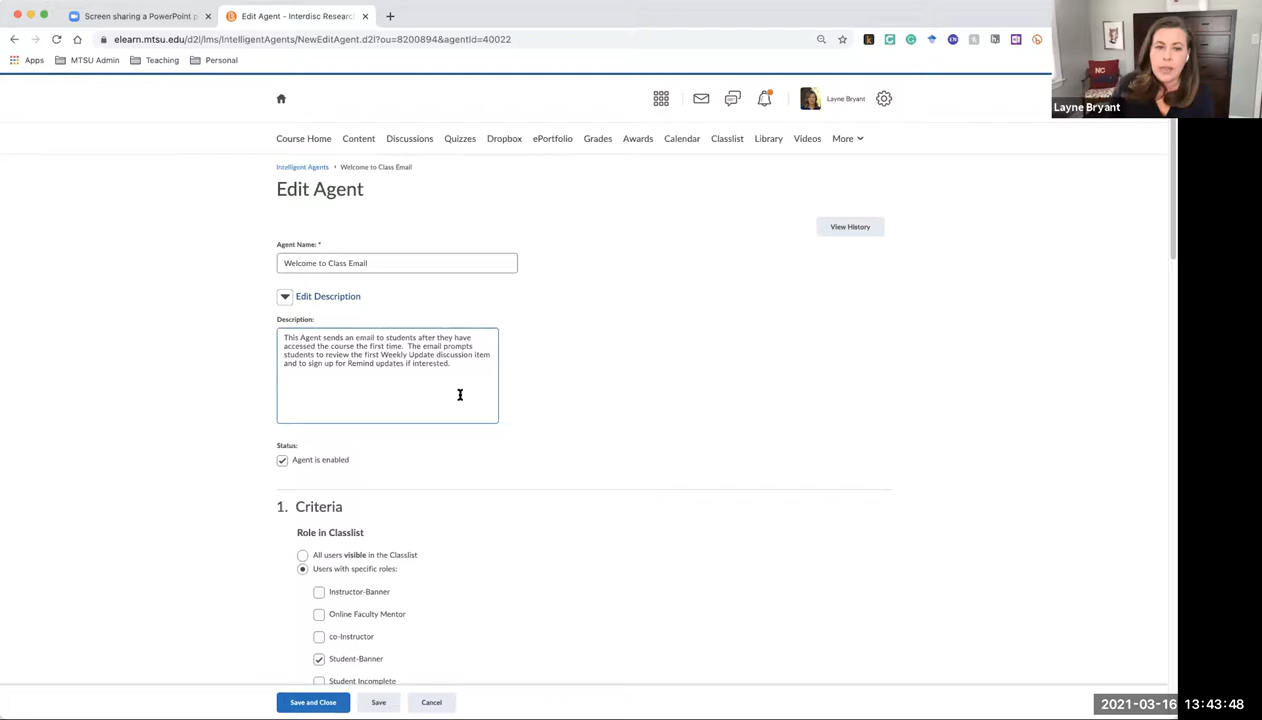 Screen sharing a PowerPoint p
Edit Agent - Interdisc Researc
elearn.mtsu.edu/d2l/lms/IntelligentAgents/NewEditAgent.d2l?ou=8200894&agentId=40022
Apps MTSU Admin Teaching Personal
Layne Bryant
Layne Bryant
Course Home Content Discussions Quizzes Dropbox ePortfolio Grades Awards Calendar Classlist Library Videos More
Intelligent Agents › Welcome to Class Email
Edit Agent
View History
Agent Name: *
Welcome to Class Email
Edit Description
Description:
This Agent sends an email to students after they have
accessed the course the first time. The email prompts
students to review the first Weekly Update discussion item
and to sign up for Remind updates if interested.
Status:
Agent is enabled
1. Criteria
Role in Classlist
All users visible in the Classlist
Users with specific roles:
Instructor-Banner
Online Faculty Mentor
co-Instructor
Student-Banner
Student Incomplete
Save and Close Save Cancel
2021-03-16 13:43:48